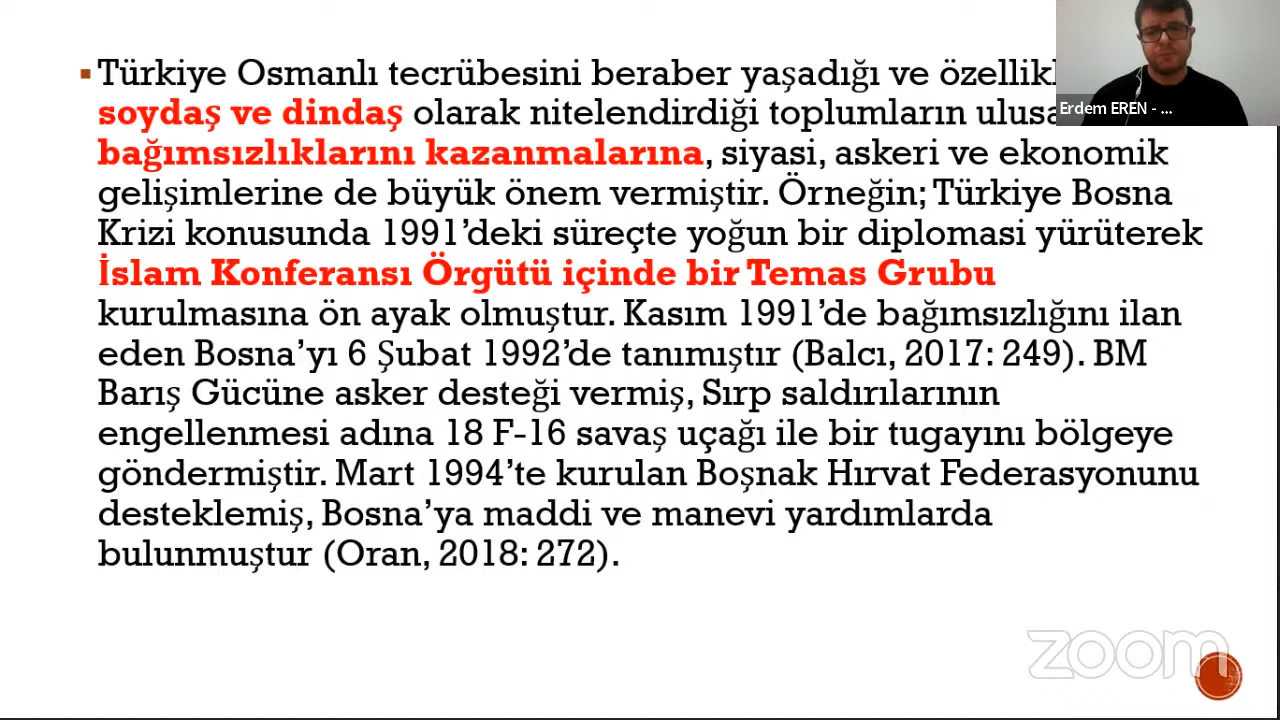 Türkiye Osmanlı tecrübesini beraber yaşadığı ve
soydaş ve dindaş olarak nitelendirdiği toplumların
bağımsızlıklarını kazanmalarına, siyasi, askeri ve ekonomik
gelişimlerine de büyük önem vermiştir. Örneğin; Türkiye Bosna
Krizi konusunda 1991’deki süreçte yoğun bir diplomasi yürüterek
İslam Konferansı Örgütü içinde bir Temas Grubu
kurulmasına ön ayak olmuştur. Kasım 1991’de bağımsızlığını ilan
eden Bosna’yı 6 Şubat 1992’de tanımıştır (Balcı, 2017: 249). BM
Barış Gücüne asker desteği vermiş, Sırp saldırılarının
engellenmesi adına 18 F-16 savaş uçağı ile bir tugayını bölgeye
göndermiştir. Mart 1994’te kurulan Boşnak Hırvat Federasyonunu
desteklemiş, Bosna’ya maddi ve manevi yardımlarda
bulunmuştur (Oran, 2018: 272).
Erdem EREN - ...
zoom